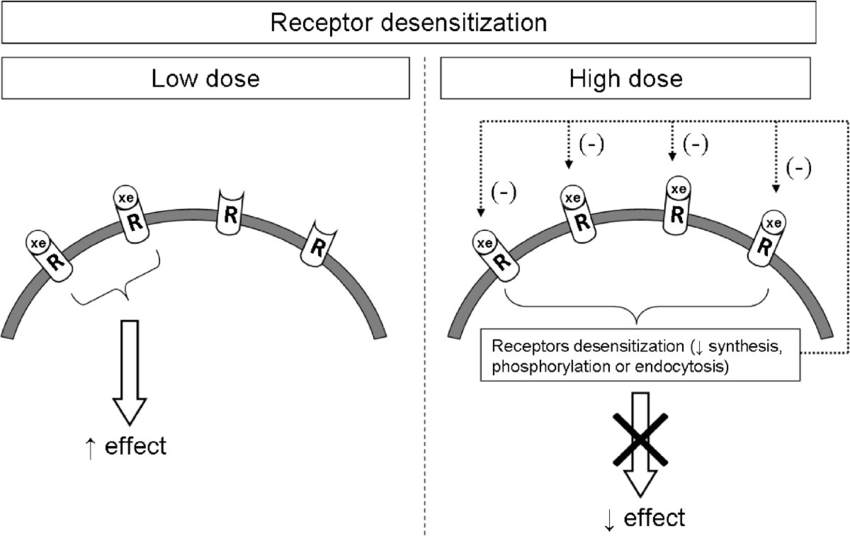 Receptor desensitization
Low dose
High dose
(-)
(-)
(-)
(-)
xe
R
xe
R
R
R
xe
R
xe
R
xe
R
xe
R
Receptors desensitization (↓ synthesis,
phosphorylation or endocytosis)
↑ effect
↓ effect